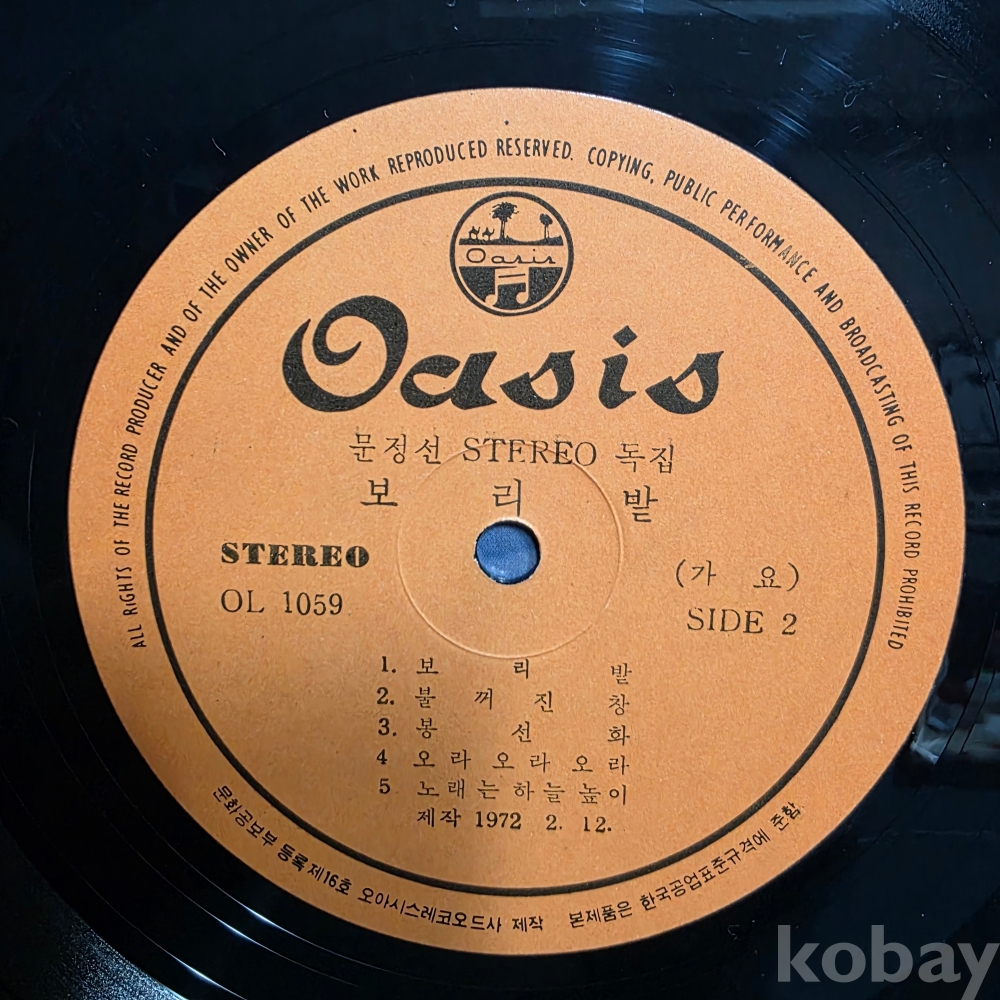 ALL RIGHTS OF THE RECORD PRODUCER AND OF THE OWNER OF THE WORK REPRODUCED RESERVED. COPYING, PUBLIC PERFORMANCE AND BROADCASTING OF THIS RECORD PROHIBITED
Oasis
Oasis
문정선 STEREO 독집
보 리 밭
STEREO
(가 요)
OL 1059
SIDE 2
1. 보 리 밭
2. 불 꺼 진 창
3. 봉 선 화
4 오 라 오 라 오 라
5 노 래 는 하 늘 높 이
제작 1972 2. 12.
문화공보부 등록 제16호 오아시스레코오드사 제작 본제품은 한국공업표준규격에 준함
kobay